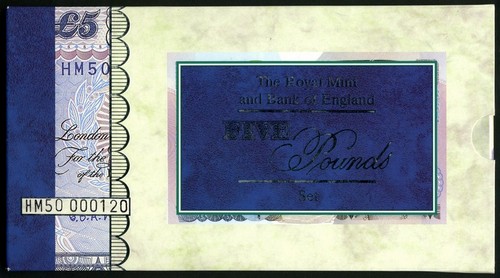 £5
HM50
London
For the
of the
HM50 000120
The Royal Mint
and Bank of England
FIVE
Pounds
Set